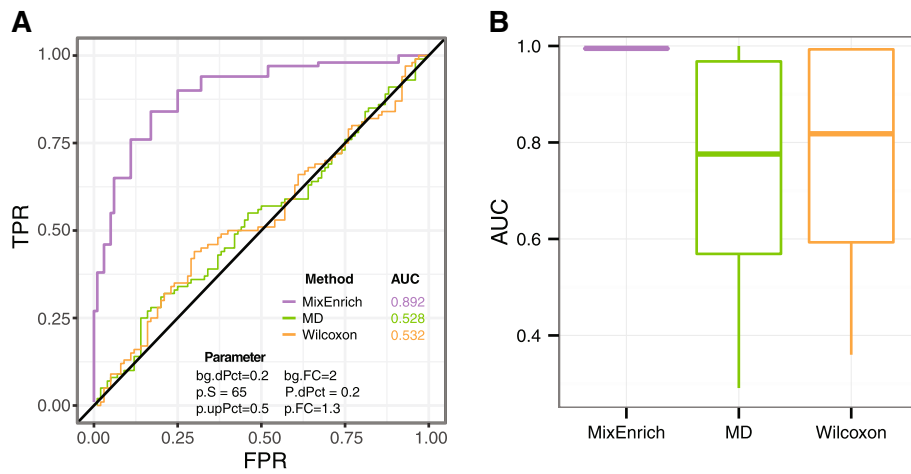 A
TPR
1.00
0.75
0.50
0.25
0.00
Method AUC
MixEnrich 0.892
MD 0.528
Wilcoxon 0.532
Parameter
bg.dPct=0.2 bg.FC=2
p.S = 65 P.dPct = 0.2
p.upPct=0.5 p.FC=1.3
0.00 0.25 0.50 0.75 1.00
FPR
B
AUC
1.0
0.8
0.6
0.4
MixEnrich MD Wilcoxon